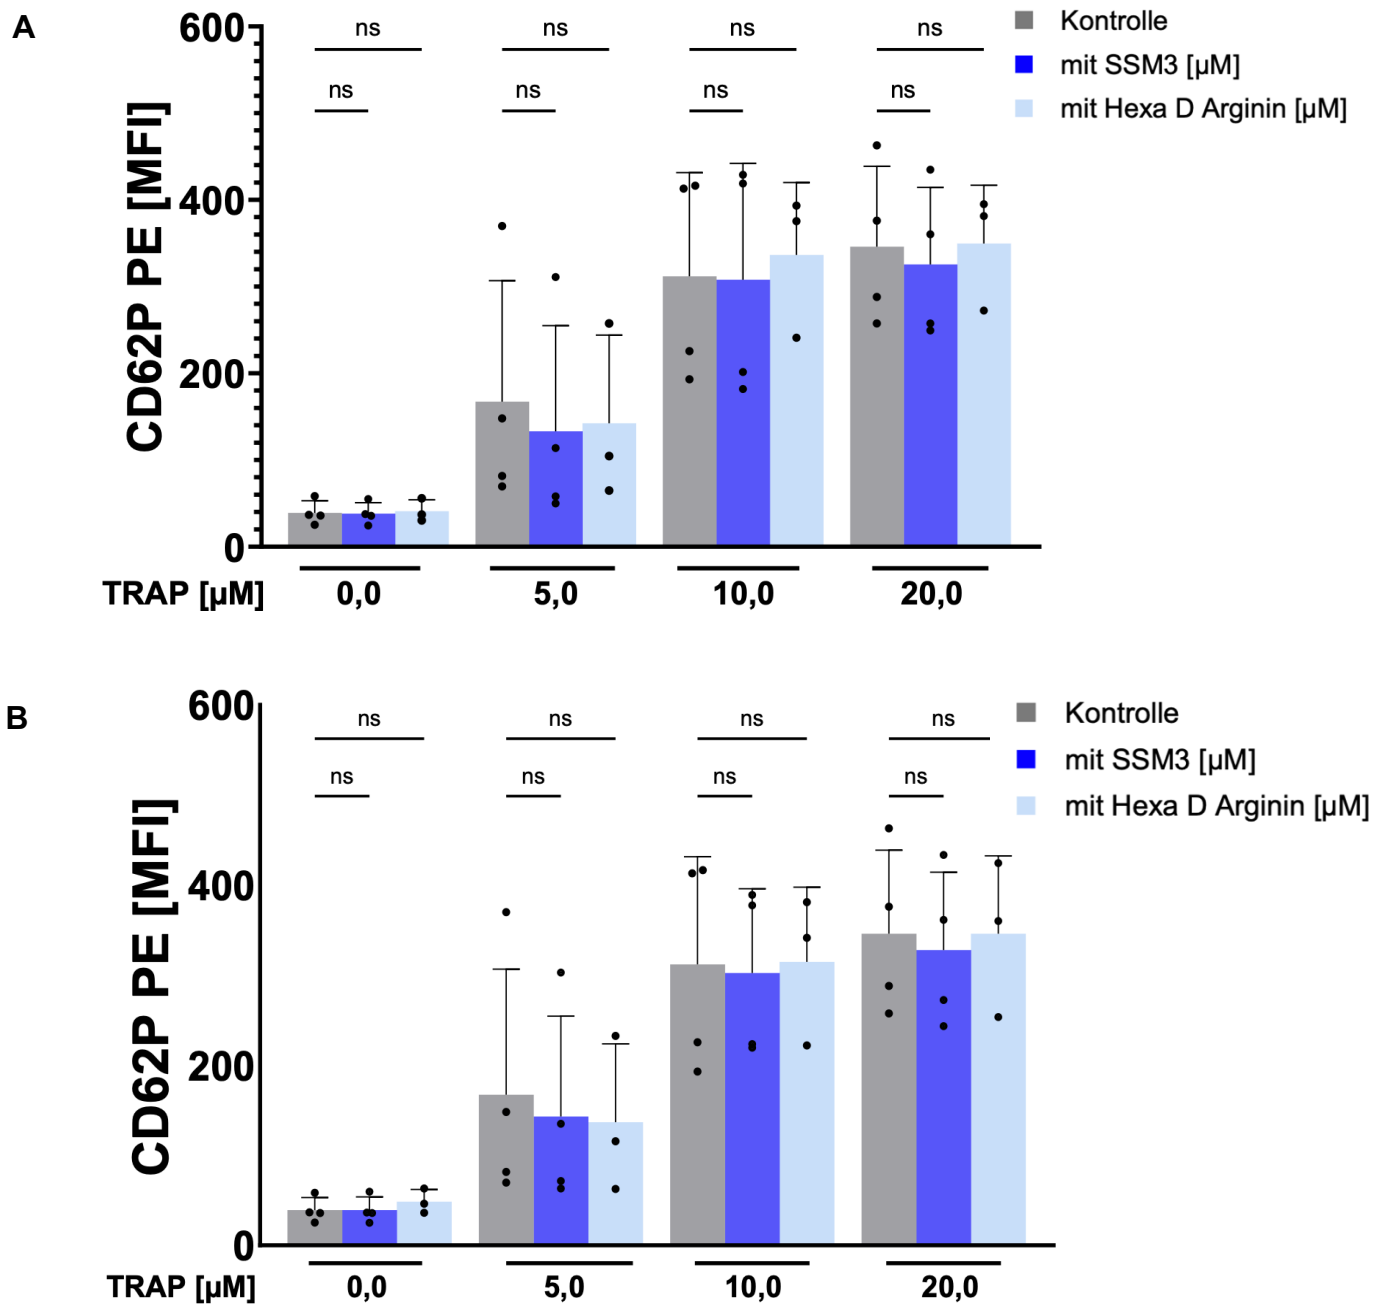 A
CD62P PE [MFI]
600
400
200
0
ns ns ns ns
ns ns ns ns
Kontrolle
mit SSM3 [µM]
mit Hexa D Arginin [µM]
TRAP [µM] 0,0 5,0 10,0 20,0
B
CD62P PE [MFI]
600
400
200
0
ns ns ns ns
ns ns ns ns
Kontrolle
mit SSM3 [µM]
mit Hexa D Arginin [µM]
TRAP [µM] 0,0 5,0 10,0 20,0